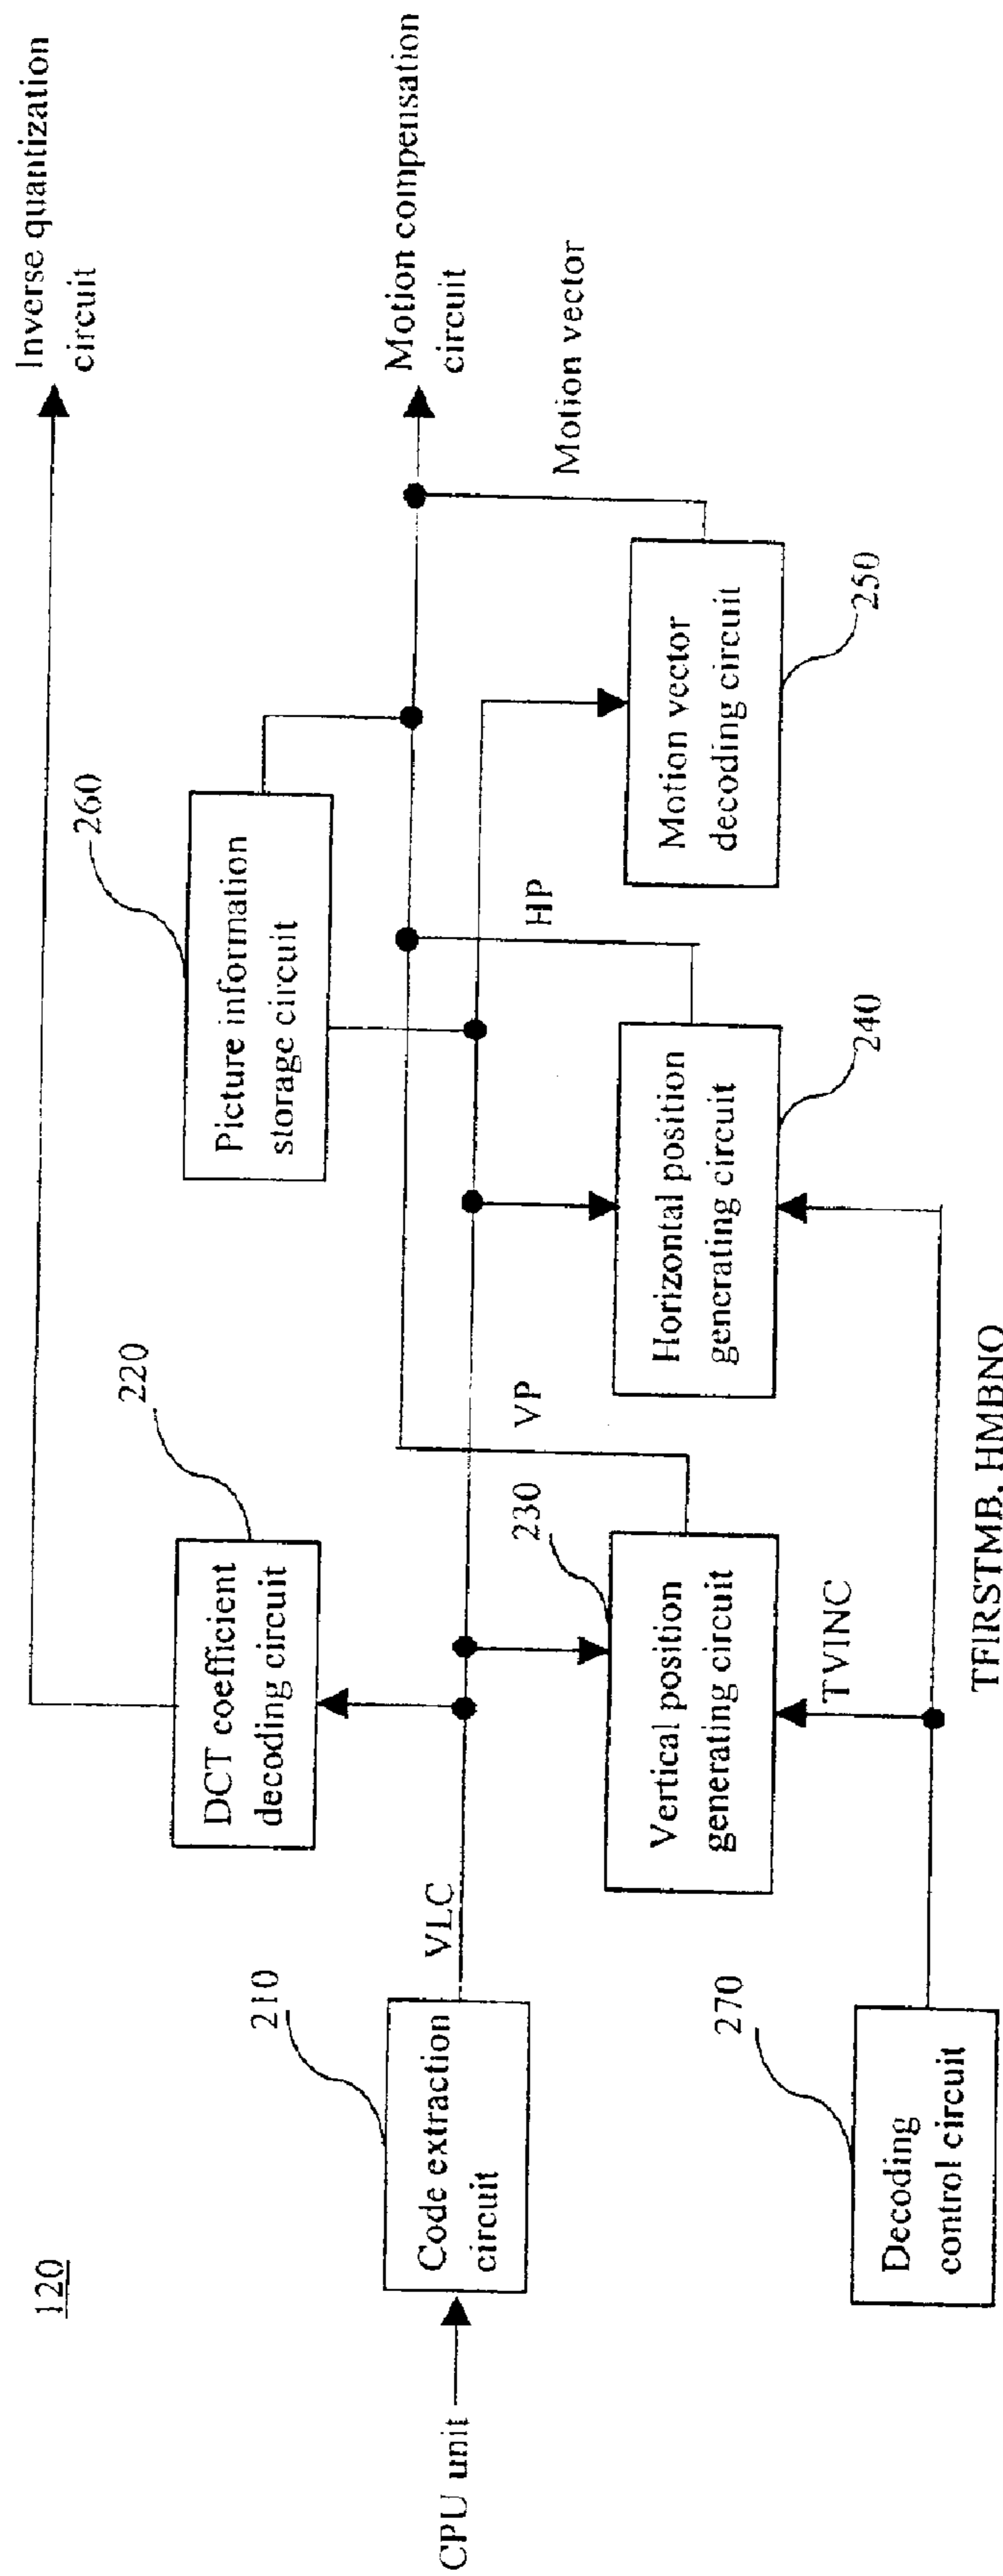 120
Inverse quantization
circuit
220
DCT coefficient
decoding circuit
260
Picture information
storage circuit
Motion compensation
circuit
210
CPU unit
Code extraction
circuit
VLC
VP
HP
Motion vector
230
Vertical position
generating circuit
240
Horizontal position
generating circuit
250
Motion vector
decoding circuit
270
Decoding
control circuit
TVINC
TFIRSTMB, HMBNO